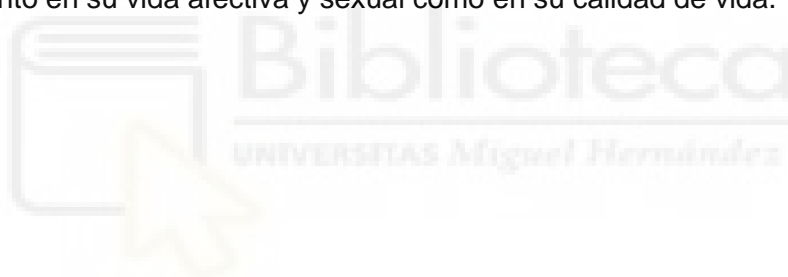 nto en su vida afectiva y sexual como en su calidad de vida.
Biblioteca
UNIVERSITAS Miguel Hernández